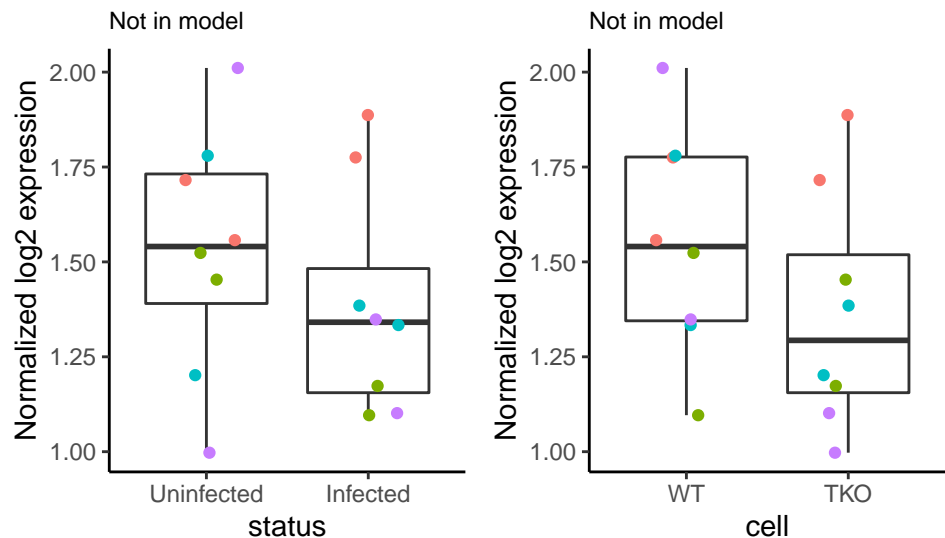 Not in model
Normalized log2 expression
2.00
1.75
1.50
1.25
1.00
Uninfected
Infected
status
Not in model
Normalized log2 expression
2.00
1.75
1.50
1.25
1.00
WT
TKO
cell